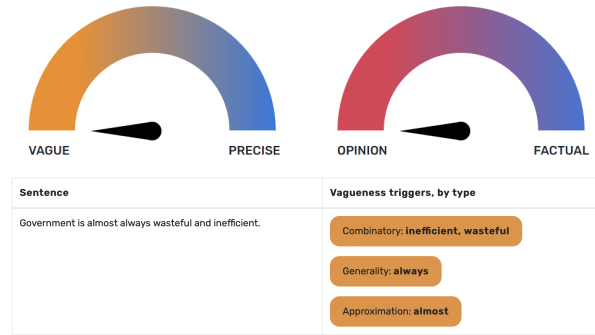 VAGUE PRECISE OPINION FACTUAL
Sentence Vagueness triggers, by type
Government is almost always wasteful and inefficient.
Combinatory: inefficient, wasteful
Generality: always
Approximation: almost